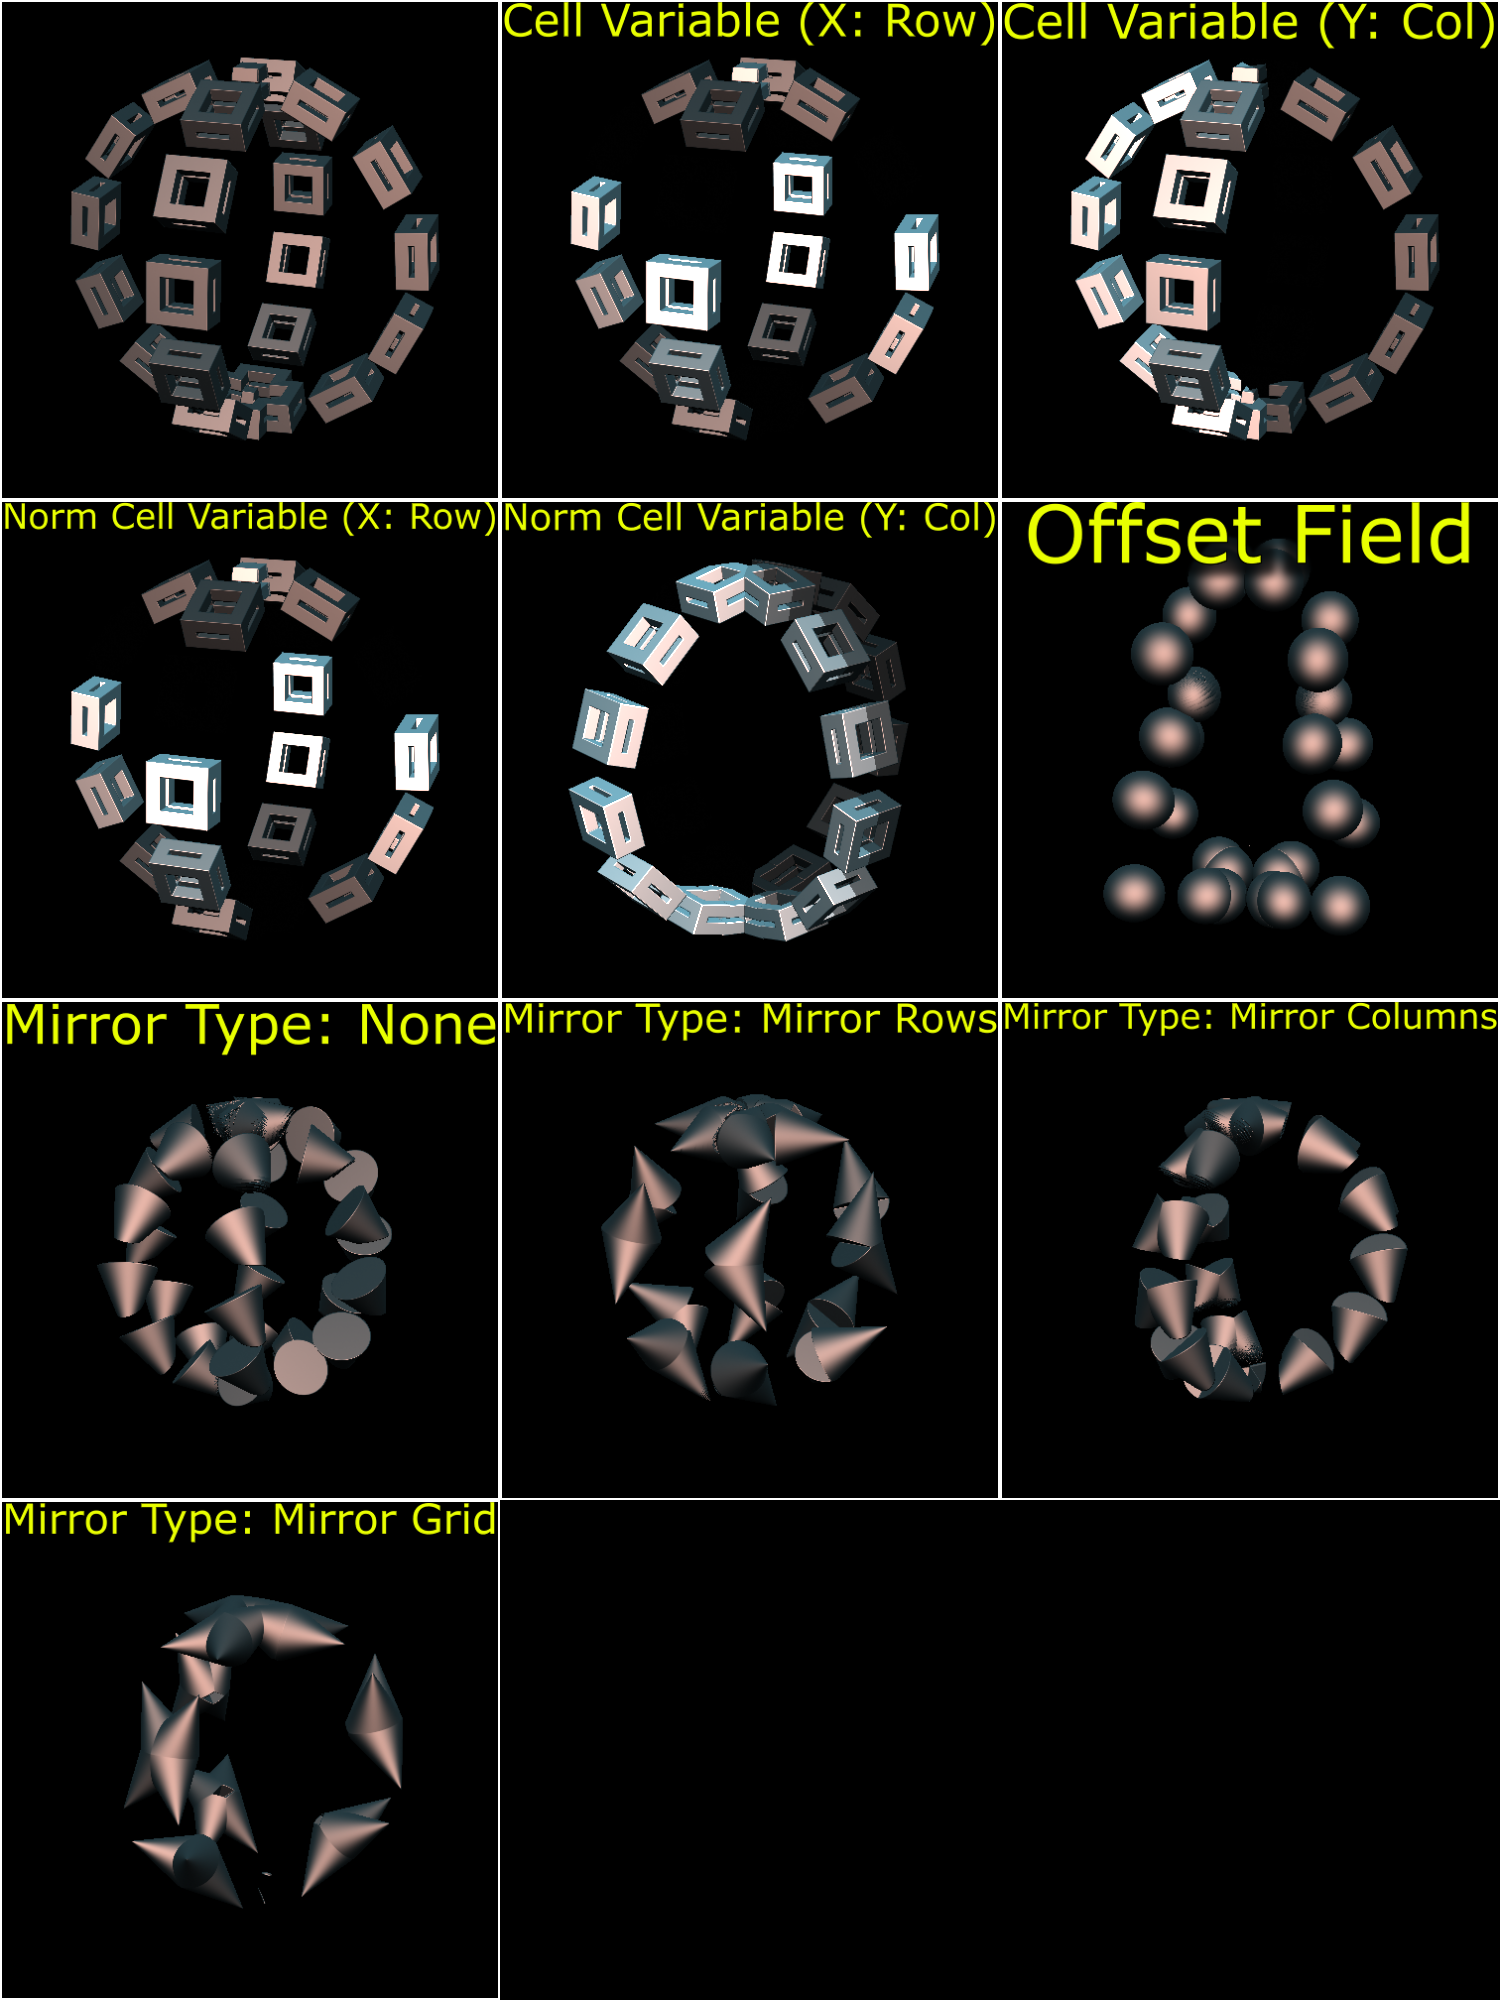 Cell Variable (X: Row)
Cell Variable (Y: Col)
Norm Cell Variable (X: Row)
Norm Cell Variable (Y: Col)
Offset Field
Mirror Type: None
Mirror Type: Mirror Rows
Mirror Type: Mirror Columns
Mirror Type: Mirror Grid